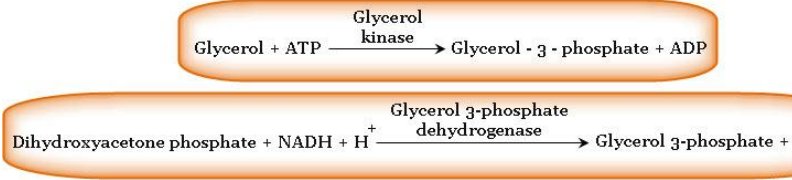 Glycerol
kinase
Glycerol + ATP → Glycerol - 3 - phosphate + ADP
Glycerol 3-phosphate
dehydrogenase
Dihydroxyacetone phosphate + NADH + H+ → Glycerol 3-phosphate +